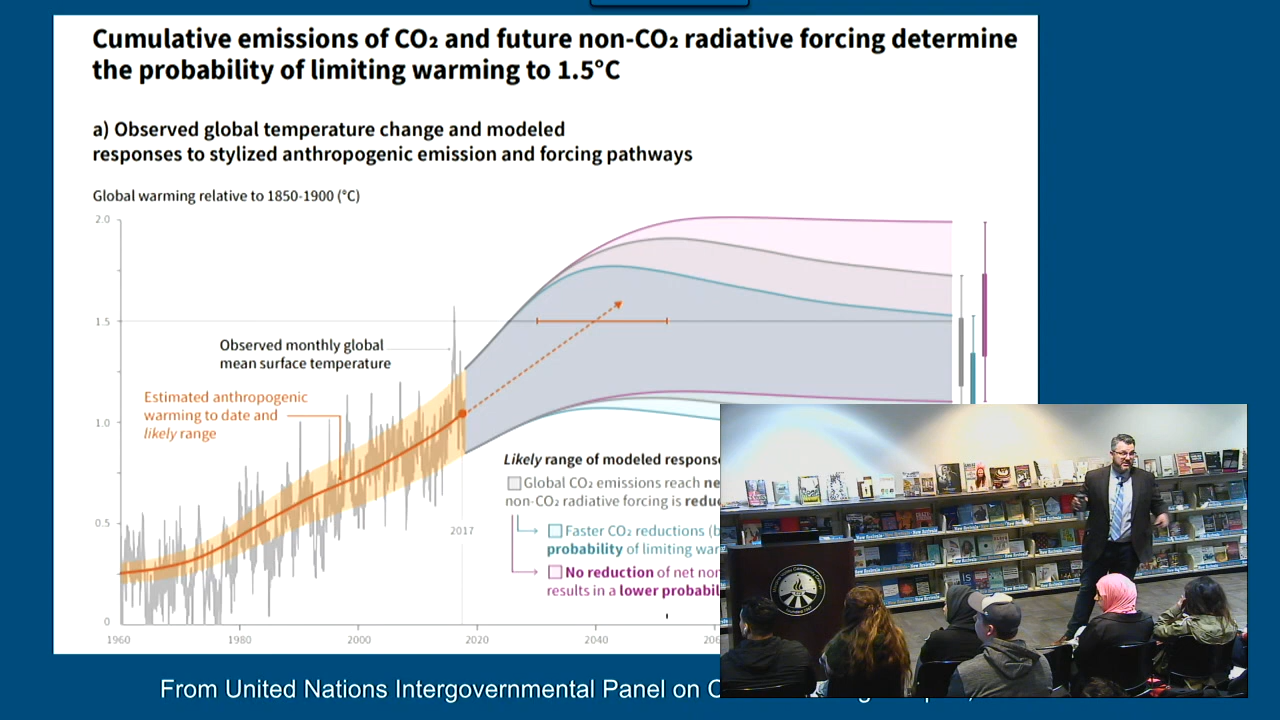 Cumulative emissions of CO₂ and future non-CO₂ radiative forcing determine
the probability of limiting warming to 1.5°C
a) Observed global temperature change and modeled
responses to stylized anthropogenic emission and forcing pathways
Global warming relative to 1850-1900 (°C)
2.0
1.5
Observed monthly global
mean surface temperature
Estimated anthropogenic
warming to date and
likely range
1.0
Likely range of modeled response
Global CO₂ emissions reach ne
non-CO₂ radiative forcing is redu
0.5
2017
Faster CO₂ reductions (b
probability of limiting war
No reduction of net non
results in a lower probabil
0
1960
1980
2000
2020
2040
From United Nations Intergovernmental Panel on